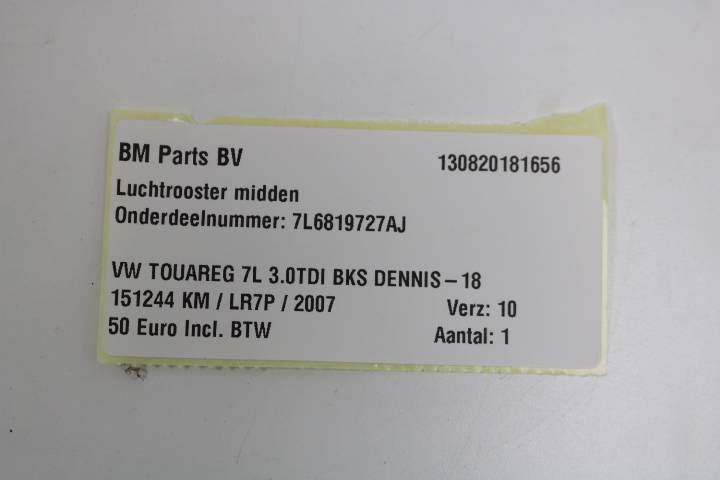 BM Parts BV 130820181656
Luchtrooster midden
Onderdeelnummer: 7L6819727AJ
VW TOUAREG 7L 3.0TDI BKS DENNIS-18
151244 KM / LR7P / 2007 Verz: 10
50 Euro Incl. BTW Aantal: 1